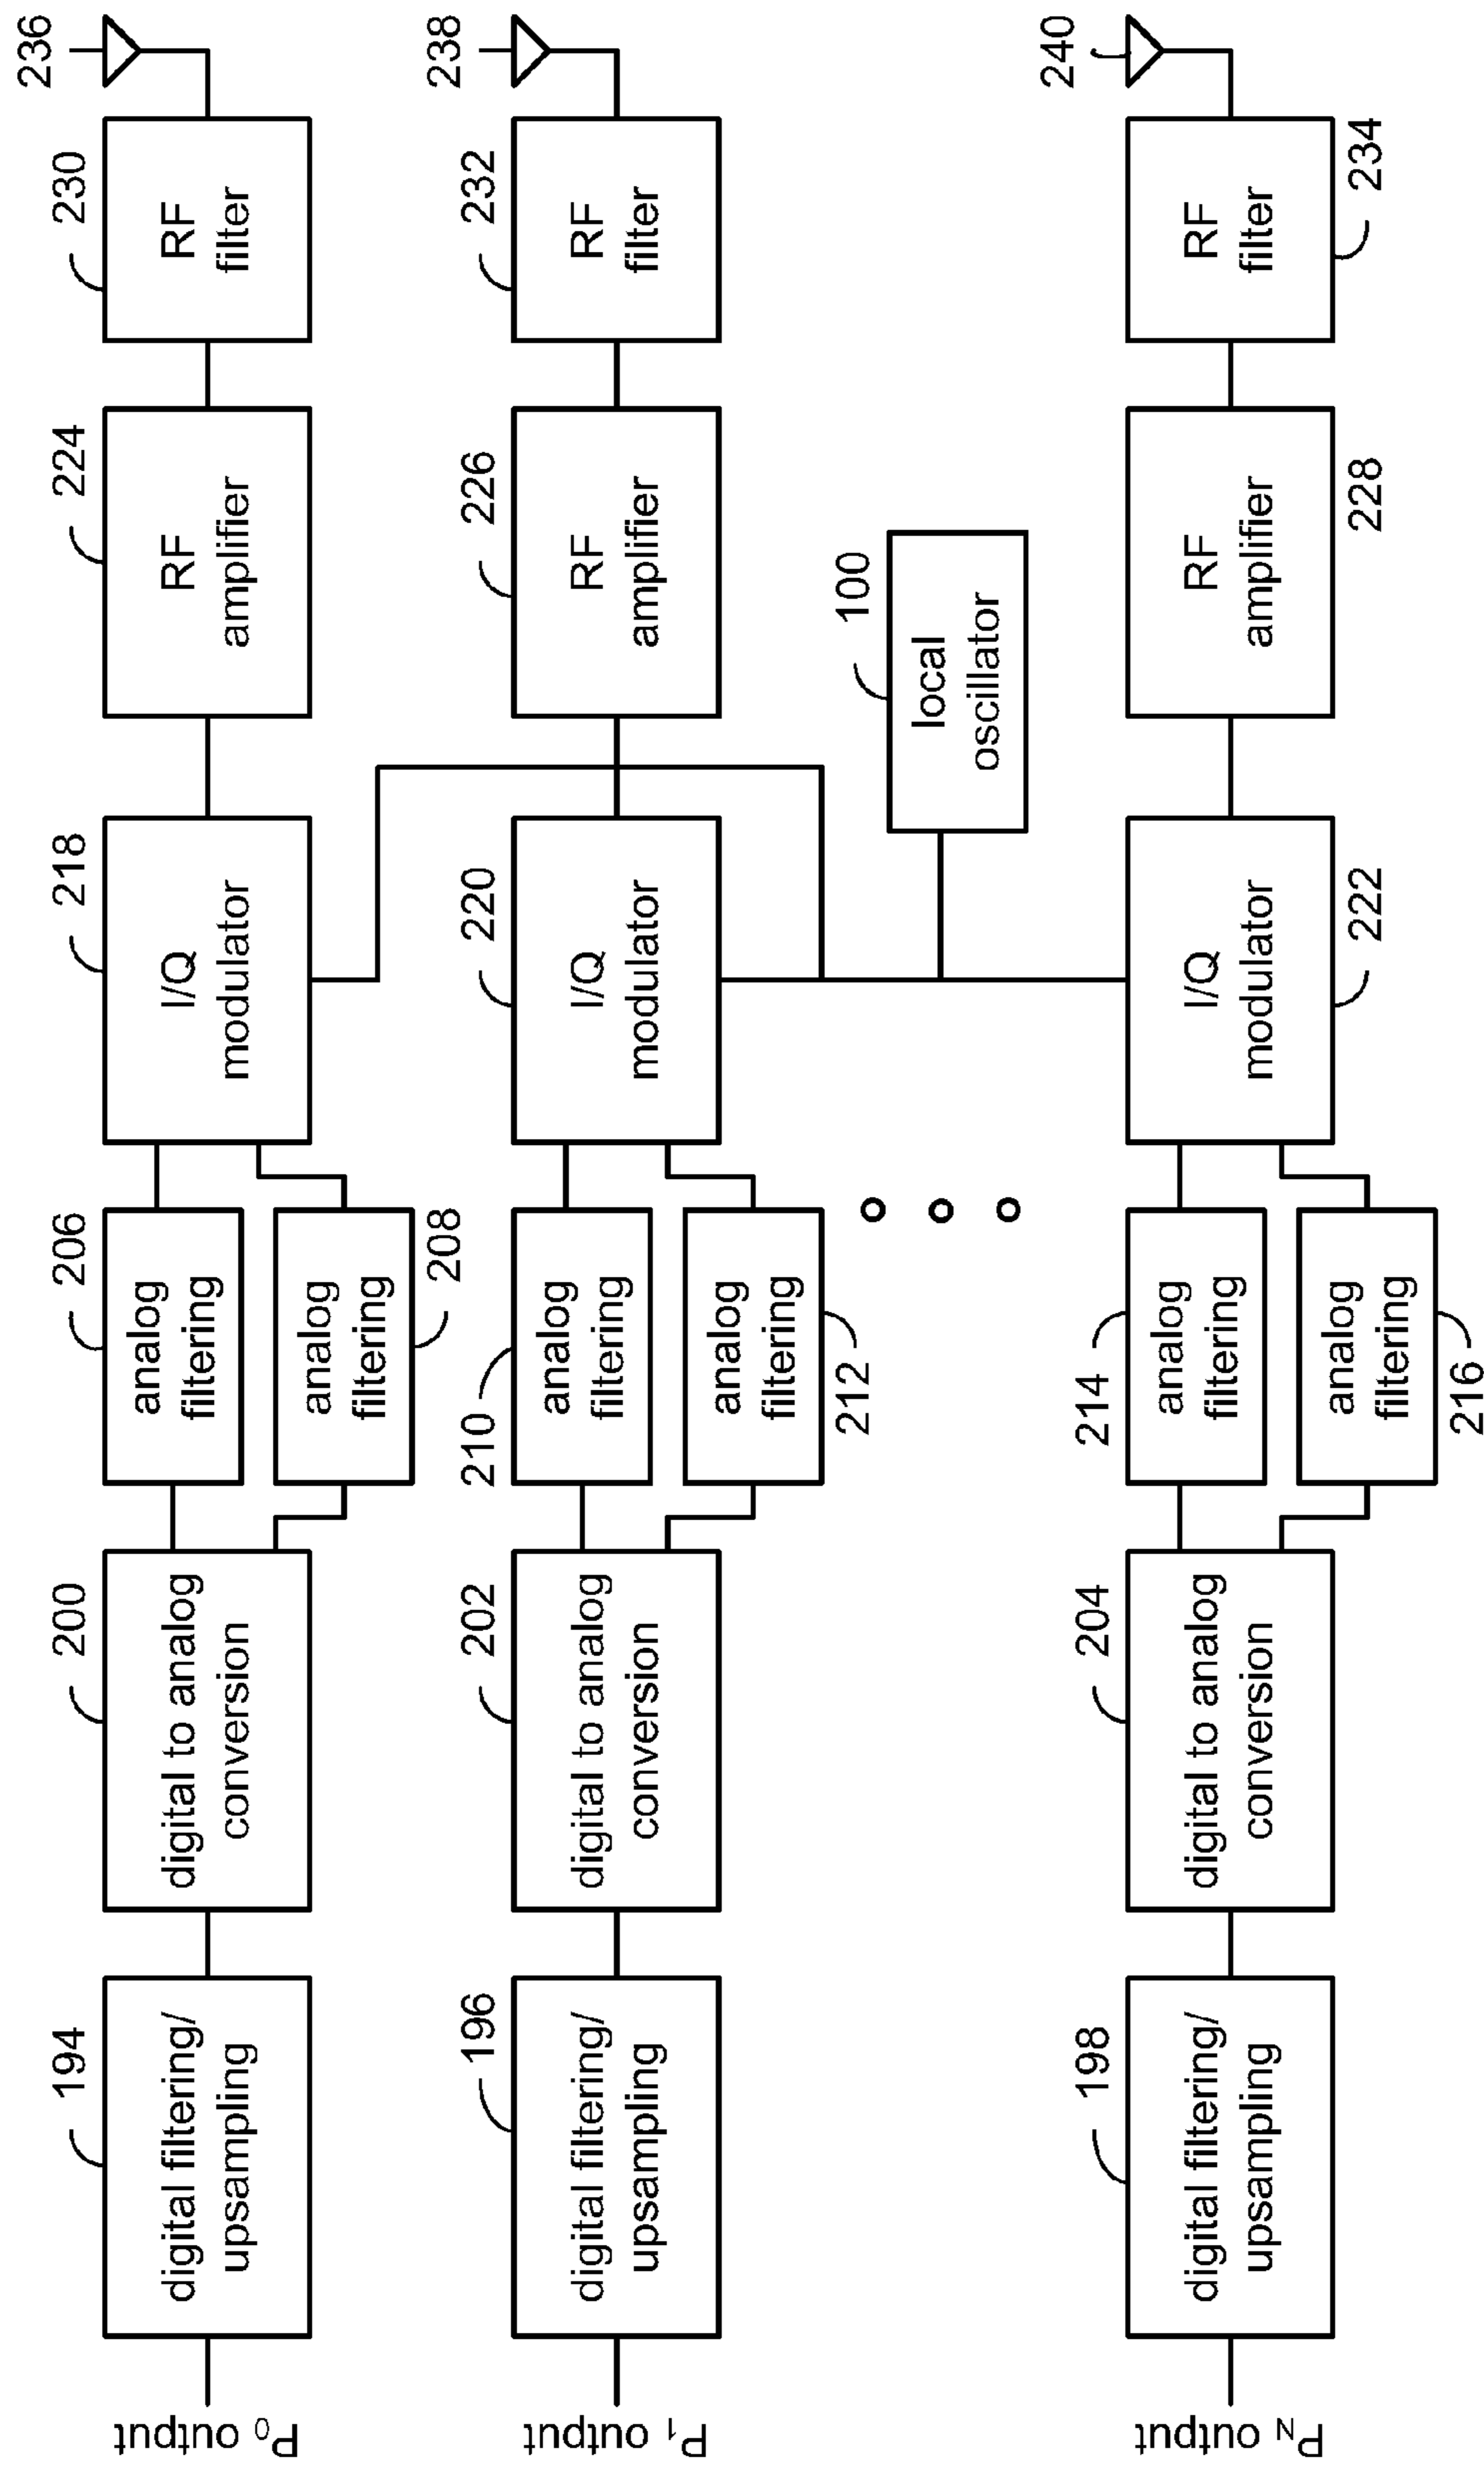 P0 output
194
digital filtering/
upsampling
200
digital to analog
conversion
206
analog
filtering
analog
filtering
208
218
I/Q
modulator
224
RF
amplifier
230
RF
filter
236
P1 output
196
digital filtering/
upsampling
202
digital to analog
conversion
210
analog
filtering
analog
filtering
212
220
I/Q
modulator
226
RF
amplifier
232
RF
filter
238
100
local
oscillator
PN output
198
digital filtering/
upsampling
204
digital to analog
conversion
214
analog
filtering
analog
filtering
216
I/Q
modulator
222
RF
amplifier
228
RF
filter
234
240